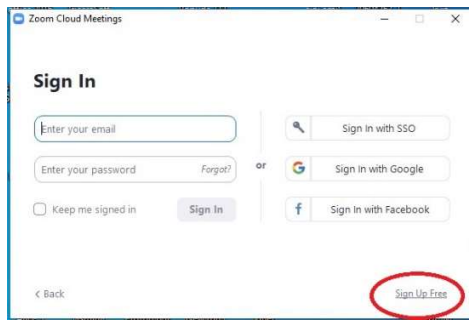 Zoom Cloud Meetings
Sign In
Enter your email
Enter your password Forgot?
Keep me signed in Sign In
or
Sign In with SSO
Sign In with Google
Sign In with Facebook
< Back
Sign Up Free